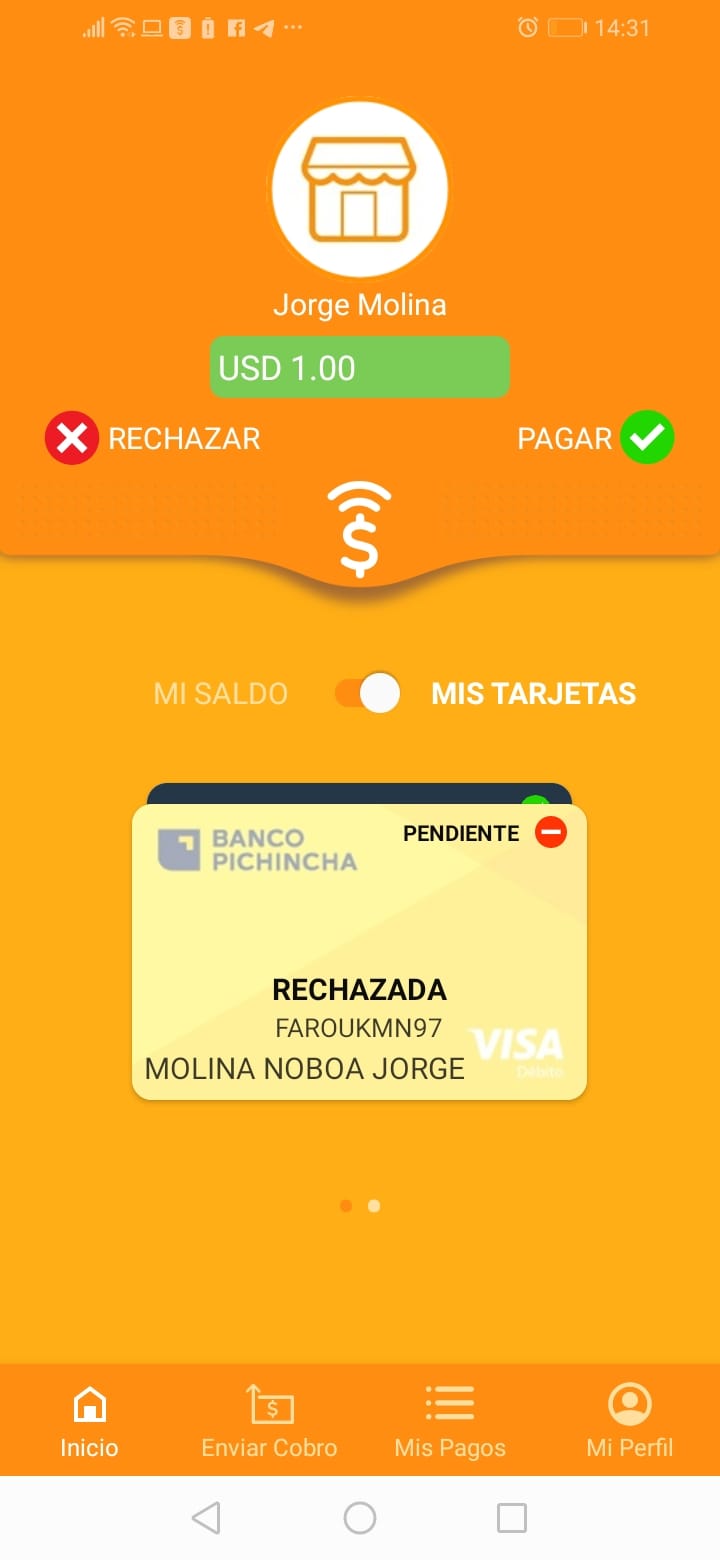 14:31
Jorge Molina
USD 1.00
RECHAZAR PAGAR
$
MI SALDO MIS TARJETAS
BANCO
PICHINCHA
PENDIENTE
RECHAZADA
FAROUKMN97
VISA
Débito
MOLINA NOBOA JORGE
Inicio Enviar Cobro Mis Pagos Mi Perfil